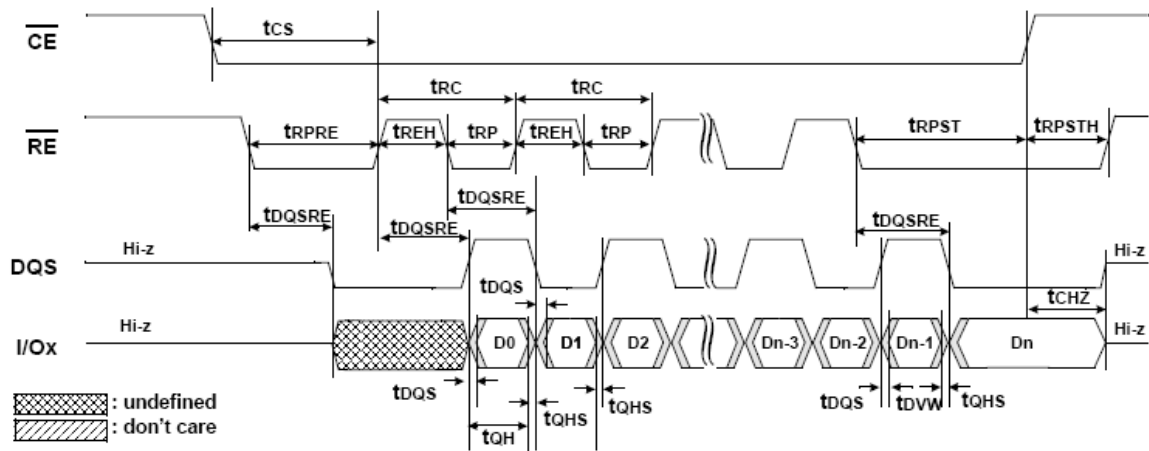 CE
tCS
tRC tRC
RE
tRPRE tREH tRP tREH tRP tRPST tRPSTH
tDQSRE
tDQSRE tDQSRE tDQSRE
Hi-z Hi-z
DQS
tDQS tCHZ
Hi-z Hi-z
I/Ox
D0 D1 D2 Dn-3 Dn-2 Dn-1 Dn
tDQS tQHS tQHS tDQS tDVW tQHS
tQH
: undefined
: don't care